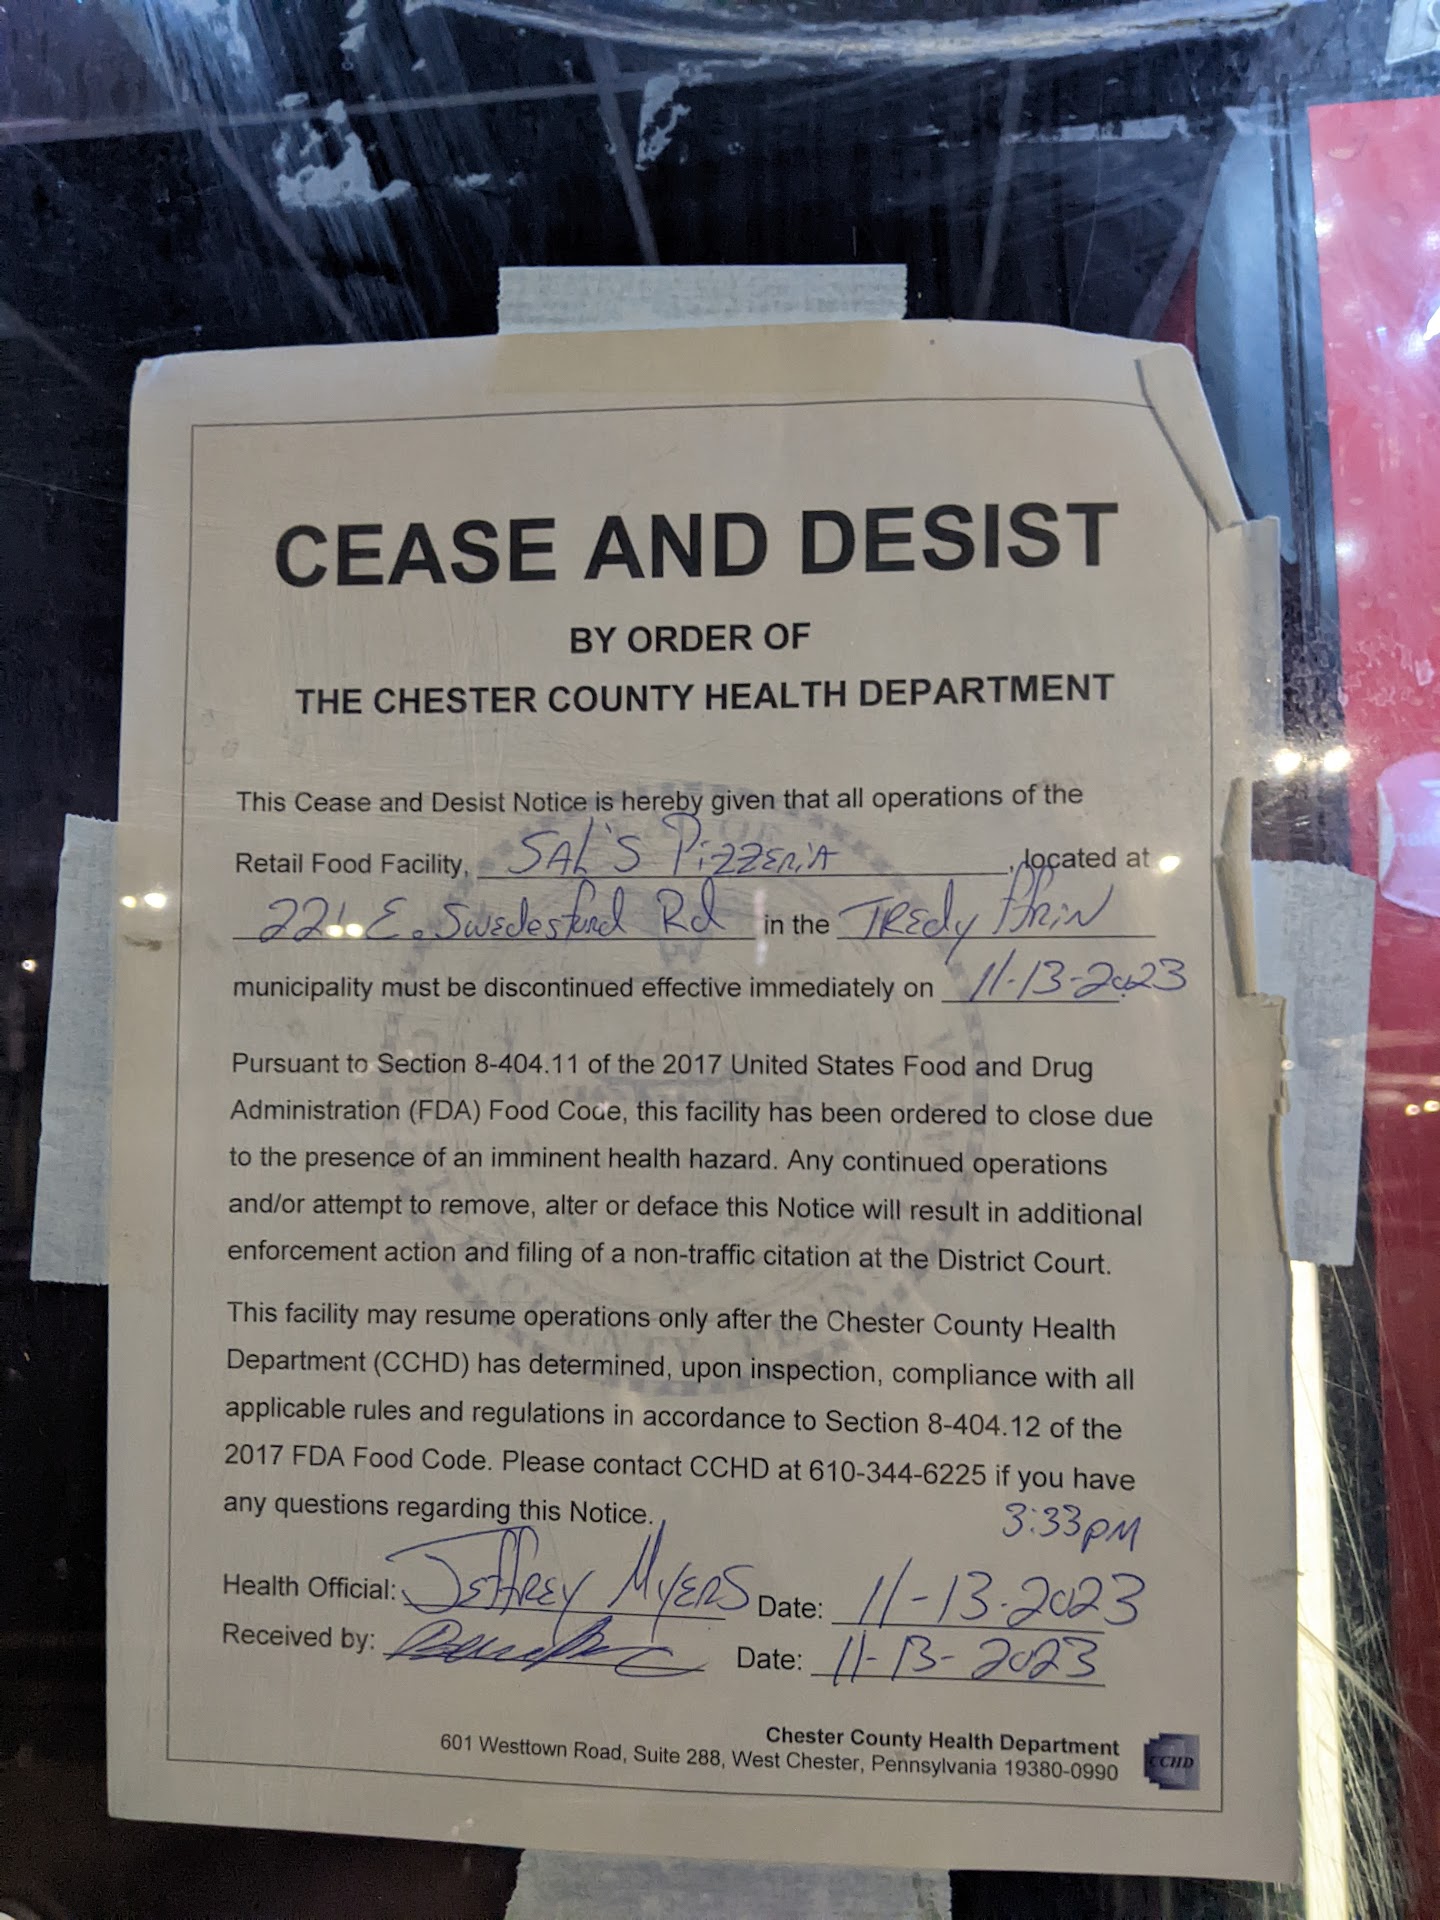 CEASE AND DESIST
BY ORDER OF
THE CHESTER COUNTY HEALTH DEPARTMENT
This Cease and Desist Notice is hereby given that all operations of the
Retail Food Facility, SAL'S PizzERiA, located at
E. Swedesford Rd in the TREdyffRiN
municipality must be discontinued effective immediately on 11-13-2023
Pursuant to Section 8-404.11 of the 2017 United States Food and Drug
Administration (FDA) Food Code, this facility has been ordered to close due
to the presence of an imminent health hazard. Any continued operations
and/or attempt to remove, alter or deface this Notice will result in additional
enforcement action and filing of a non-traffic citation at the District Court.
This facility may resume operations only after the Chester County Health
Department (CCHD) has determined, upon inspection, compliance with all
applicable rules and regulations in accordance to Section 8-404.12 of the
2017 FDA Food Code. Please contact CCHD at 610-344-6225 if you have
any questions regarding this Notice.
3:33pM
Health Official: JEffREY MYERS Date: 11-13-2023
Received by: Date: 11-13-2023
Chester County Health Department
601 Westtown Road, Suite 288, West Chester, Pennsylvania 19380-0990
CCHD